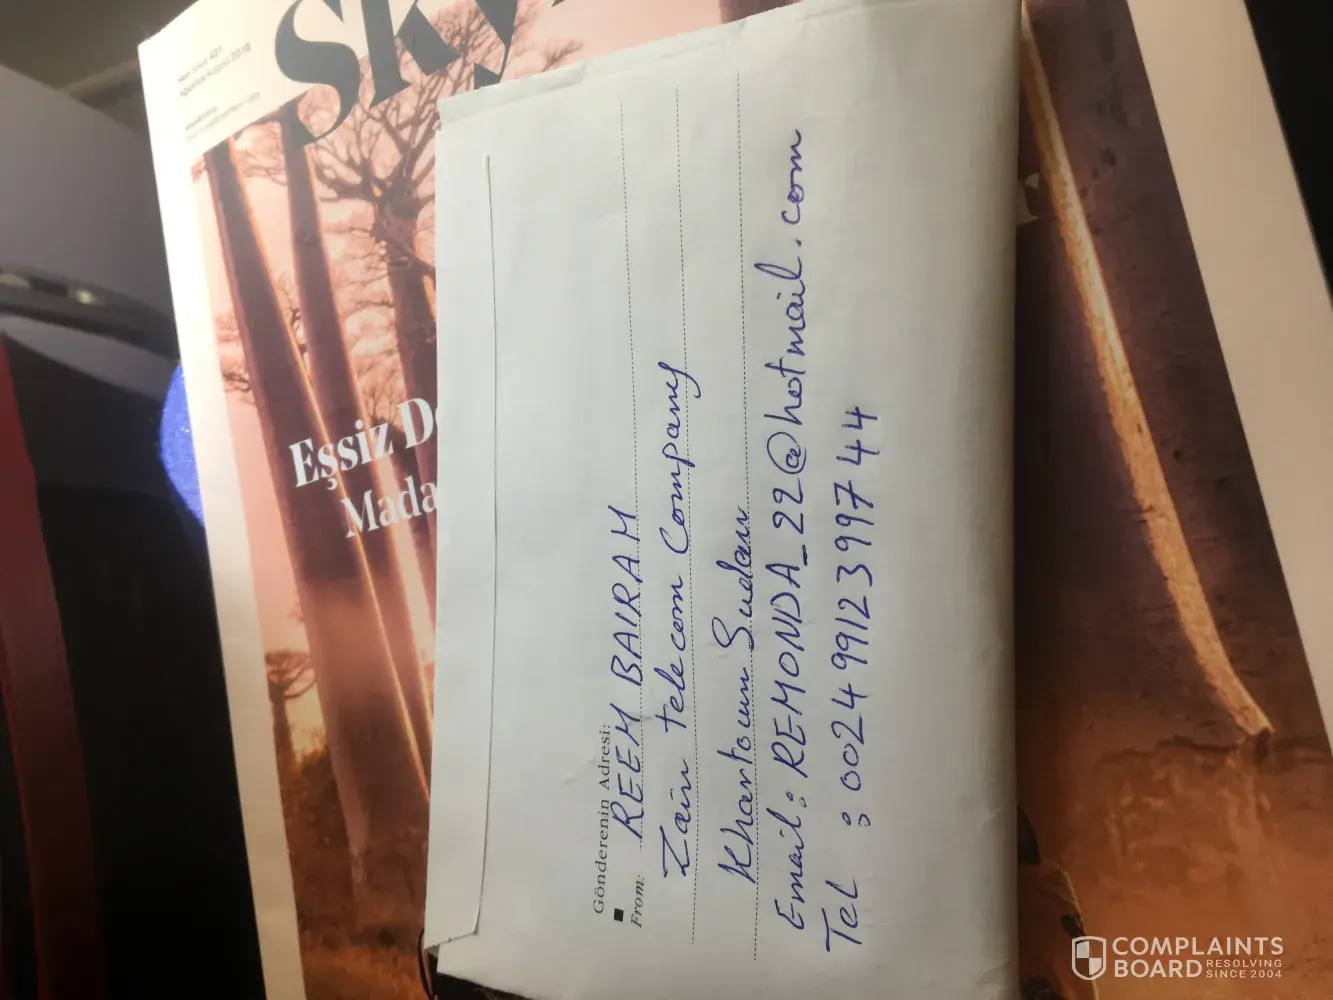 Sky
Eşsiz
Mada
Gönderenin Adresi:
From: REEM BAIRAM
Zain telecom Company
Khartoum Sudan
Email: REMONDA_22@hotmail.com
Tel : 00249912399744
COMPLAINTS
BOARD RESOLVING
SINCE 2004